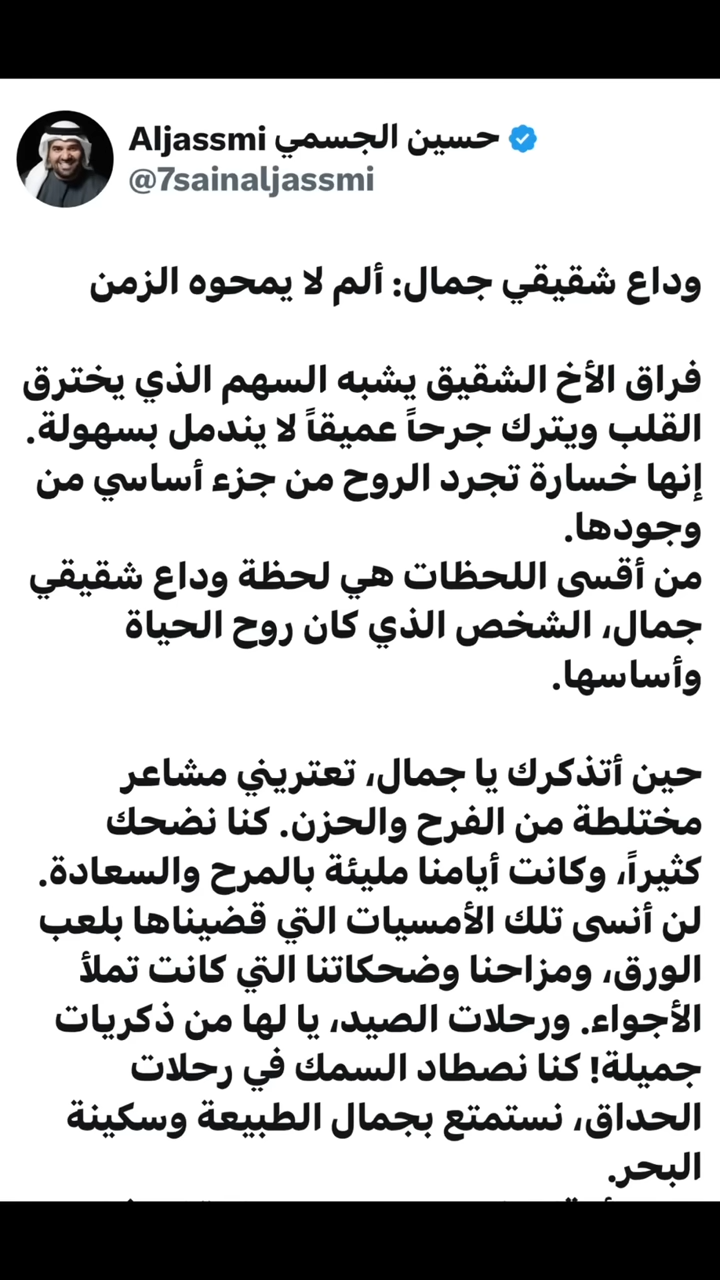 حسين الجسمي Aljassmi
@7sainaljassmi
وداع شقيقي جمال: ألم لا يمحوه الزمن
فراق الأخ الشقيق يشبه السهم الذي يخترق
القلب ويترك جرحاً عميقاً لا يندمل بسهولة.
إنها خسارة تجرد الروح من جزء أساسي من
وجودها.
من أقسى اللحظات هي لحظة وداع شقيقي
جمال، الشخص الذي كان روح الحياة
وأساسها.
حين أتذكرك يا جمال، تعتريني مشاعر
مختلطة من الفرح والحزن. كنا نضحك
كثيراً، وكانت أيامنا مليئة بالمرح والسعادة.
لن أنسى تلك الأمسيات التي قضيناها بلعب
الورق، ومزاحنا وضحكاتنا التي كانت تملأ
الأجواء. ورحلات الصيد، يا لها من ذكريات
جميلة! كنا نصطاد السمك في رحلات
الحداق، نستمتع بجمال الطبيعة وسكينة
البحر.